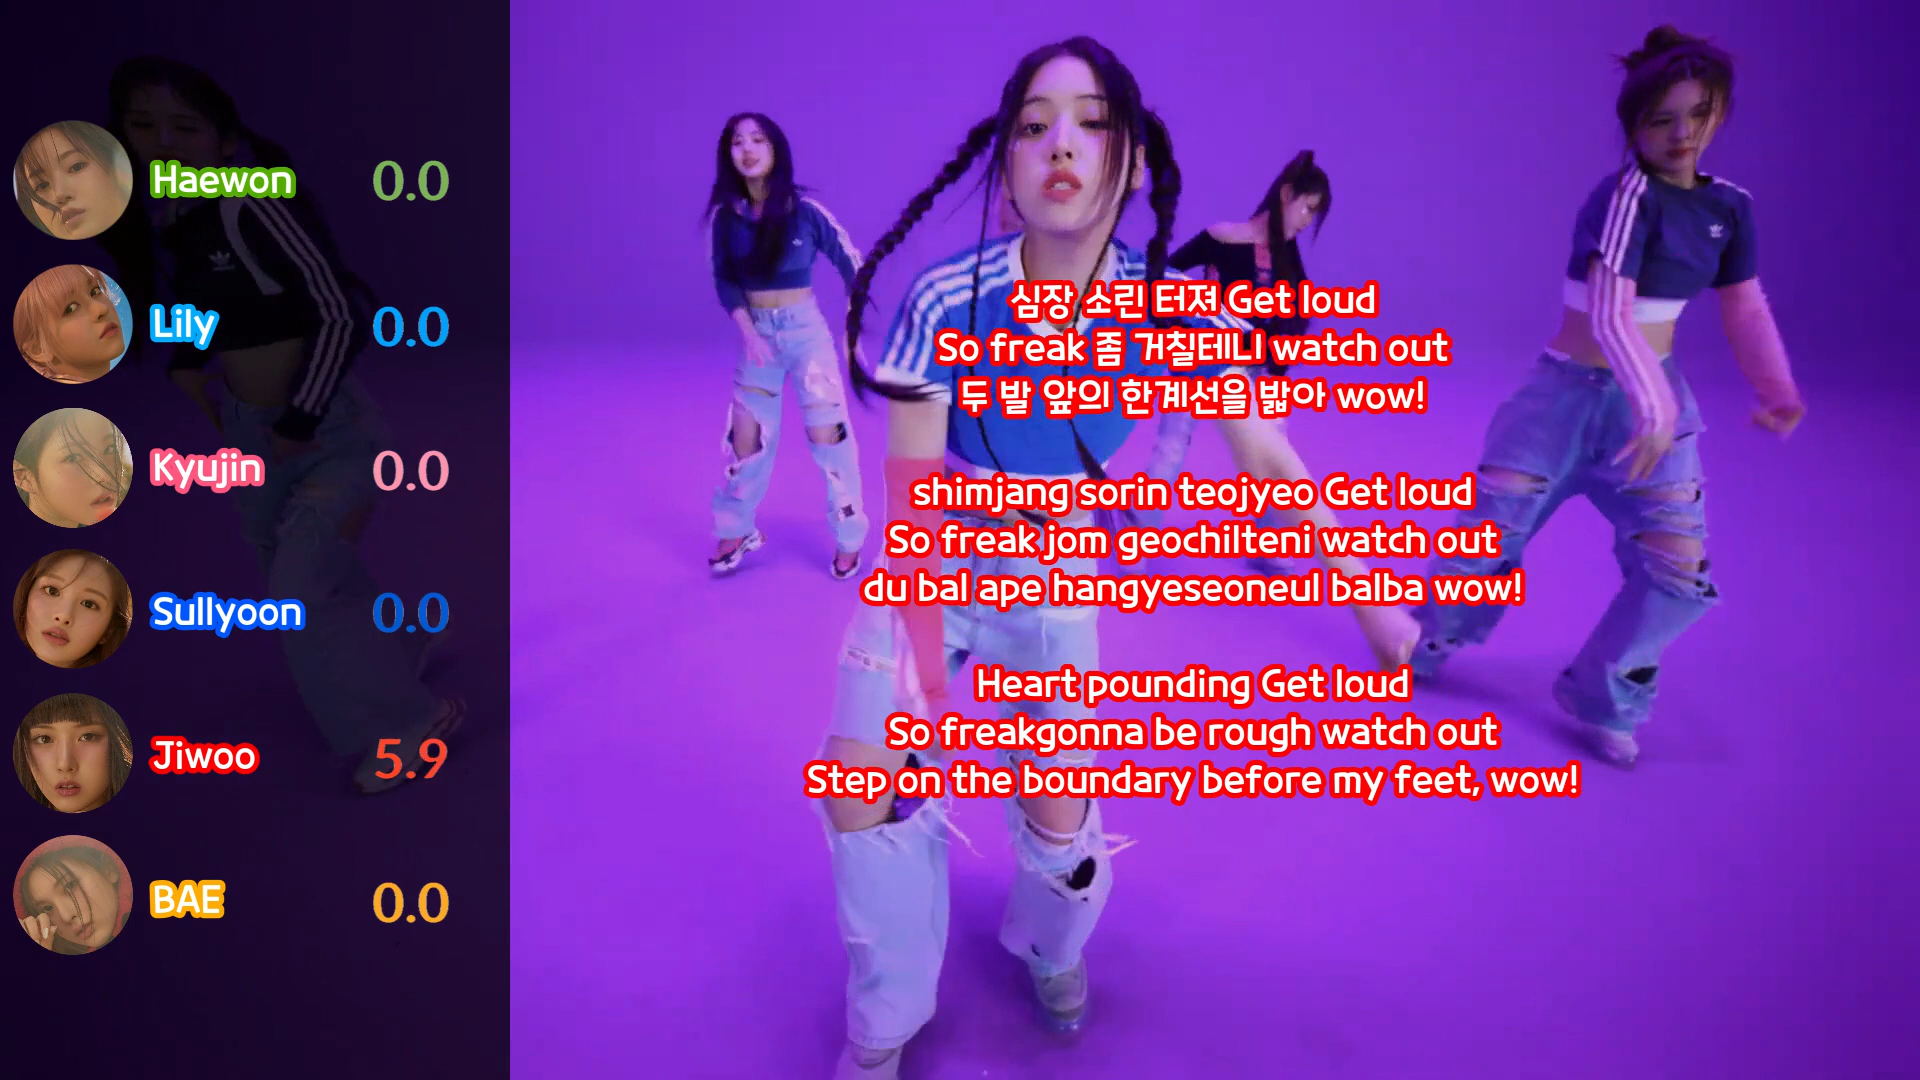 Haewon 0.0
Lily 0.0
Kyujin 0.0
Sullyoon 0.0
Jiwoo 5.9
BAE 0.0
심장 소린 터져 Get loud
So freak 좀 거칠테니 watch out
두 발 앞의 한계선을 밟아 wow!
shimjang sorin teojyeo Get loud
So freak jom geochilteni watch out
du bal ape hangyeseoneul balba wow!
Heart pounding Get loud
So freakgonna be rough watch out
Step on the boundary before my feet, wow!